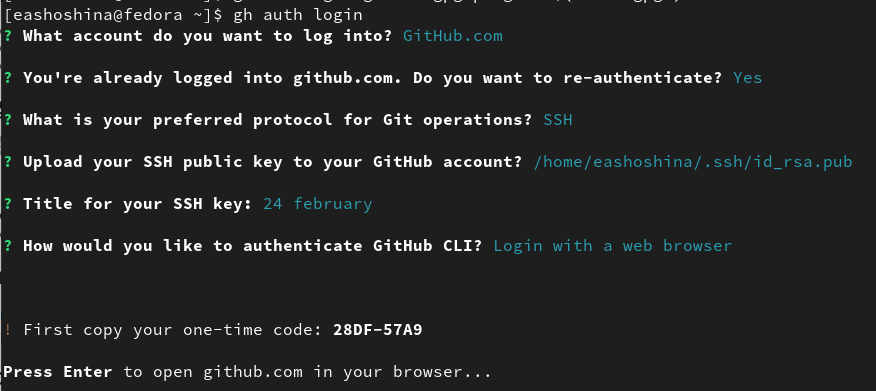 [eashoshina@fedora ~]$ gh auth login
? What account do you want to log into? GitHub.com
? You're already logged into github.com. Do you want to re-authenticate? Yes
? What is your preferred protocol for Git operations? SSH
? Upload your SSH public key to your GitHub account? /home/eashoshina/.ssh/id_rsa.pub
? Title for your SSH key: 24 february
? How would you like to authenticate GitHub CLI? Login with a web browser
! First copy your one-time code: 28DF-57A9
Press Enter to open github.com in your browser...